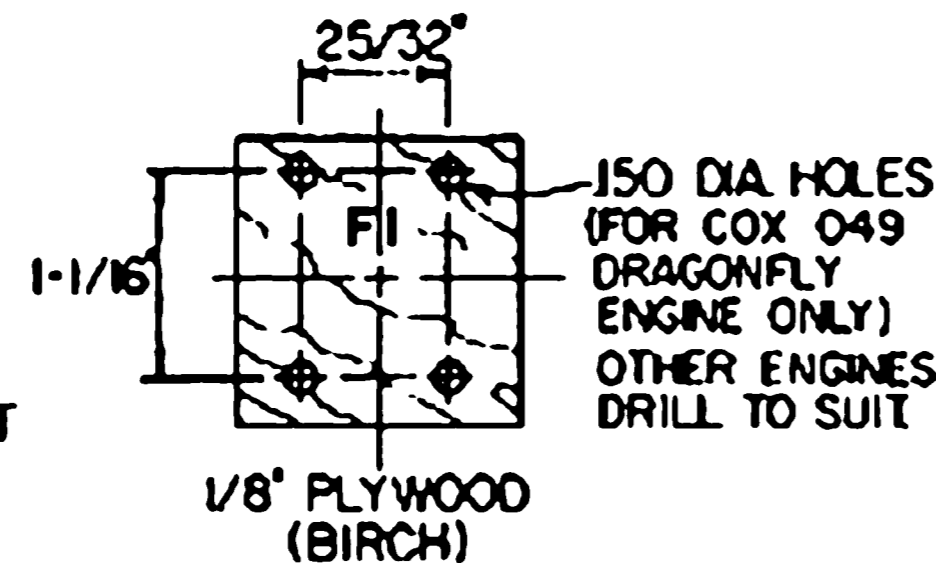 25/32"
.150 DIA. HOLES
(FOR COX 049
F1
1-1/16
DRAGONFLY
ENGINE ONLY)
OTHER ENGINES
DRILL TO SUIT
T
1/8" PLYWOOD
(BIRCH)